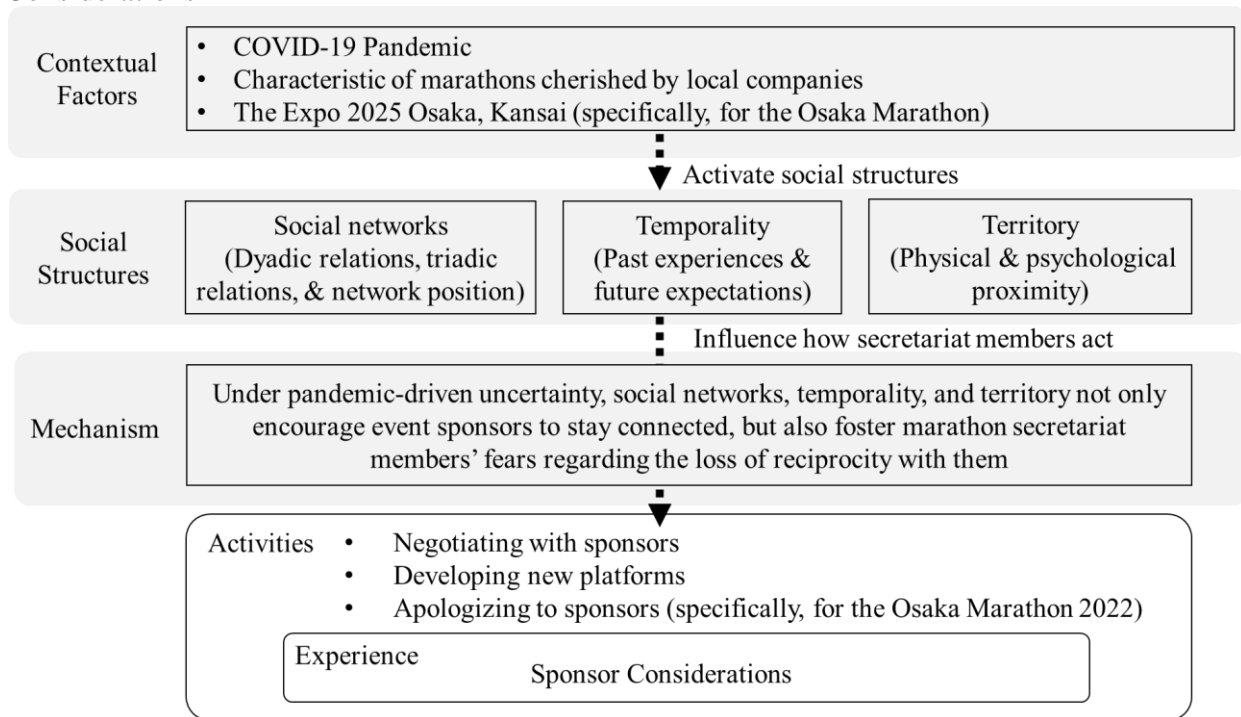 Contextual
Factors
• COVID-19 Pandemic
• Characteristic of marathons cherished by local companies
• The Expo 2025 Osaka, Kansai (specifically, for the Osaka Marathon)
Activate social structures
Social
Structures
Social networks
(Dyadic relations, triadic
relations, & network position)
Temporality
(Past experiences &
future expectations)
Territory
(Physical & psychological
proximity)
Influence how secretariat members act
Mechanism
Under pandemic-driven uncertainty, social networks, temporality, and territory not only
encourage event sponsors to stay connected, but also foster marathon secretariat
members’ fears regarding the loss of reciprocity with them
Activities
• Negotiating with sponsors
• Developing new platforms
• Apologizing to sponsors (specifically, for the Osaka Marathon 2022)
Experience
Sponsor Considerations